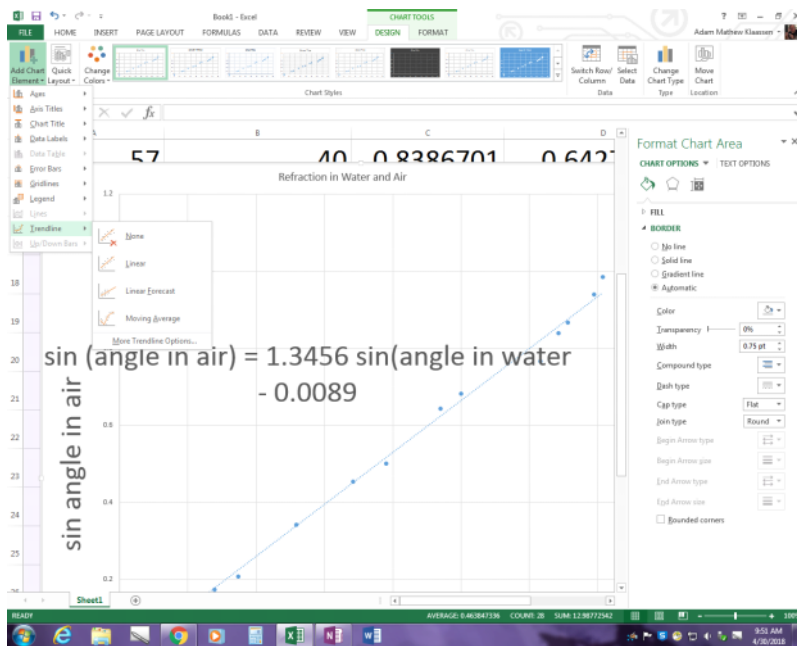 Book1 - Excel
CHART TOOLS
FILE HOME INSERT PAGE LAYOUT FORMULAS DATA REVIEW VIEW DESIGN FORMAT
Adam Mathew Klaassen
Add Chart Element
Quick Layout
Change Colors
Switch Row/ Column
Select Data
Change Chart Type
Move Chart
Chart Styles
Data
Type
Location
Axes
Axis Titles
Chart Title
Data Labels
Data Table
Error Bars
Gridlines
Legend
Lines
Trendline
Up/Down Bars
None
Linear
Linear Forecast
Moving Average
More Trendline Options...
fx
B C D
57 40 0.8386701 0.6427
Refraction in Water and Air
1.2
0.6
0.4
0.2
sin (angle in air) = 1.3456 sin(angle in water
- 0.0089
sin angle in air
18
19
20
21
22
23
24
25
Format Chart Area
CHART OPTIONS TEXT OPTIONS
FILL
BORDER
No line
Solid line
Gradient line
Automatic
Color
Transparency 0%
Width 0.75 pt
Compound type
Dash type
Cap type Flat
Join type Round
Begin Arrow type
Begin Arrow size
End Arrow type
End Arrow size
Rounded corners
Sheet1
READY
AVERAGE: 0.463847336 COUNT: 28 SUM: 12.98772542
100%
9:51 AM
4/30/2018